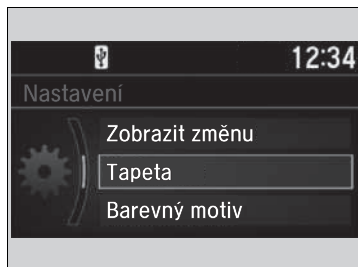 12:34
Nastavení
Zobrazit změnu
Tapeta
Barevný motiv